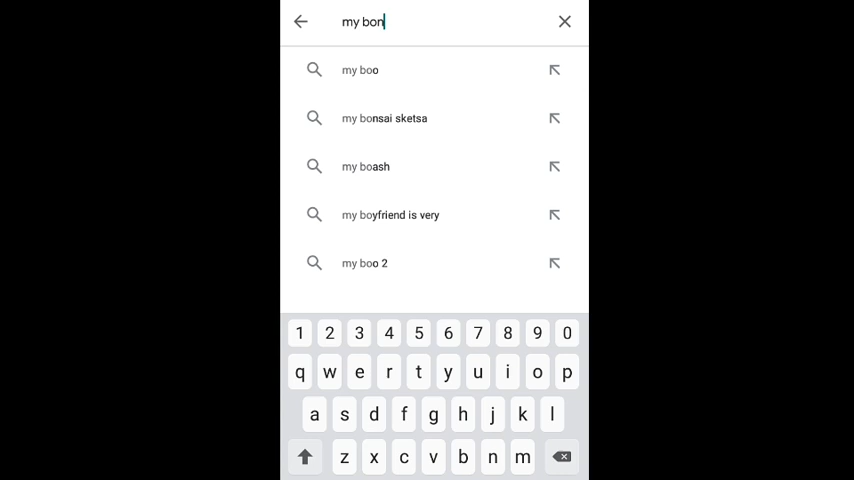 my bon
my boo
my bonsai sketsa
my boash
my boyfriend is very
my boo 2
1 2 3 4 5 6 7 8 9 0
q w e r t y u i o p
a s d f g h j k l
z x c v b n m